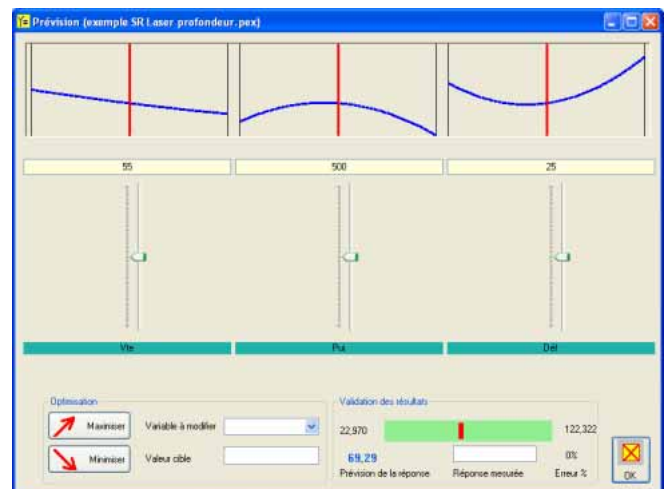 Prévision (exemple SR Laser profondeur.pex)
55 500 25
Vte Pui Déf
Optimisation
Maximiser Variable à modifier
Minimiser Valeur cible
Validation des résultats
22,970 122,322
69,29 0%
Prévision de la réponse Réponse mesurée Erreur %
OK